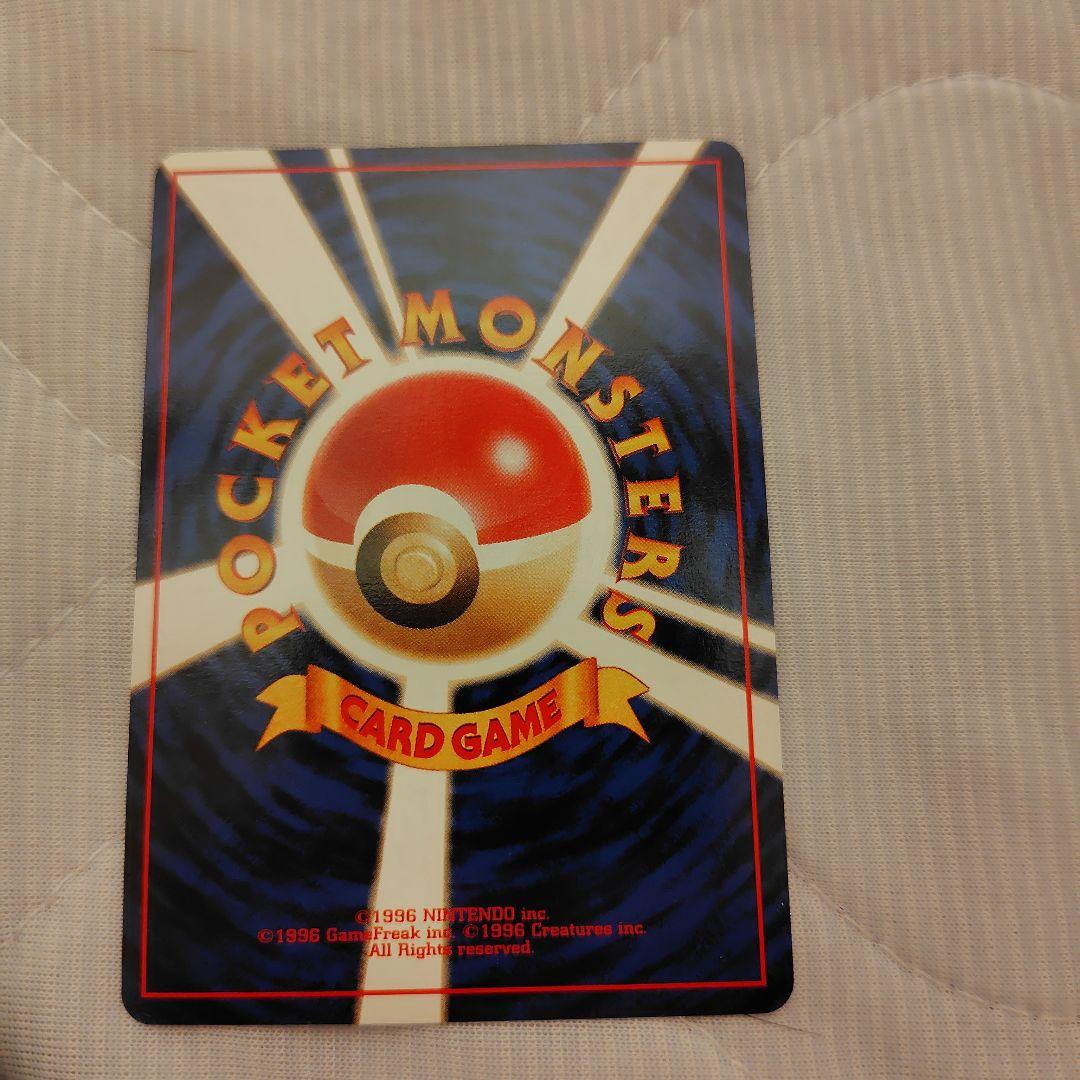 POCKET MONSTERS
CARD GAME
©1996 NINTENDO inc.
©1996 GameFreak inc. ©1996 Creatures inc.
All Rights reserved.